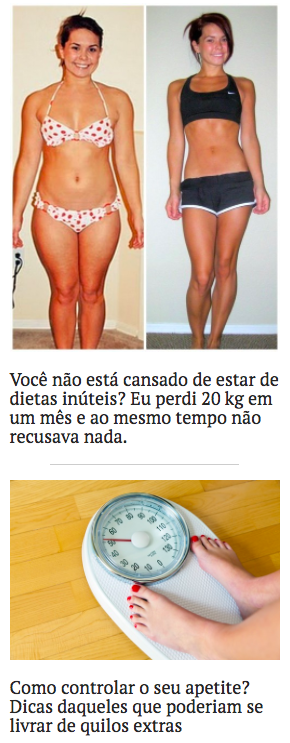 Você não está cansado de estar de
dietas inúteis? Eu perdi 20 kg em
um mês e ao mesmo tempo não
recusava nada.
Como controlar o seu apetite?
Dicas daqueles que poderiam se
livrar de quilos extras